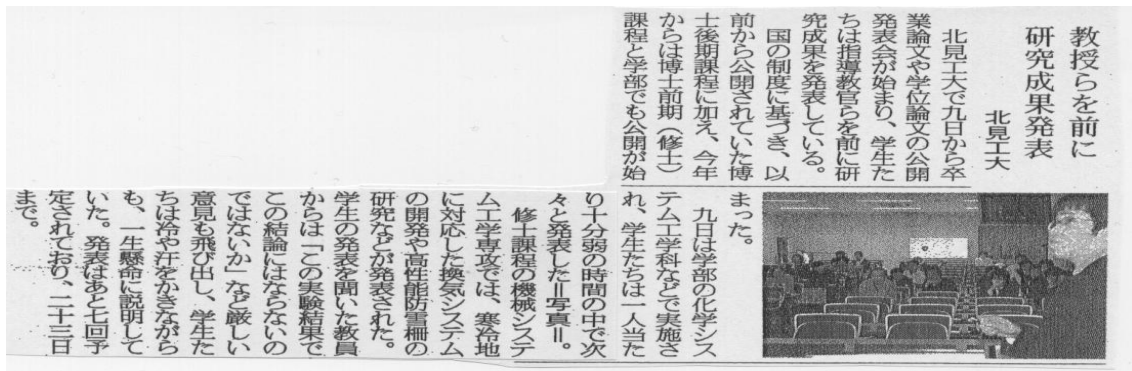 教授らを前に
研究成果発表
北見工大
北見工大で九日から卒
業論文や学位論文の公開
発表会が始まり、学生た
ちは指導教官らを前に研
究成果を発表している。
国の制度に基づき、以
前から公開されていた博
士後期課程に加え、今年
からは博士前期（修士）
課程と学部でも公開が始
まった。
九日は学部の化学シス
テム工学科などで実施さ
れ、学生たちは一人当た
り十分弱の時間の中で次
々と発表した＝写真＝。
修士課程の機械システ
ム工学専攻では、寒冷地
に対応した換気システム
の開発や高性能防雪柵の
研究などが発表された。
学生の発表を聞いた教員
からは「この実験結果で
この結論にはならないの
ではないか」など厳しい
意見も飛び出し、学生た
ちは冷や汗をかきながら
も、一生懸命に説明して
いた。発表はあと七回予
定されており、二十三日
まで。